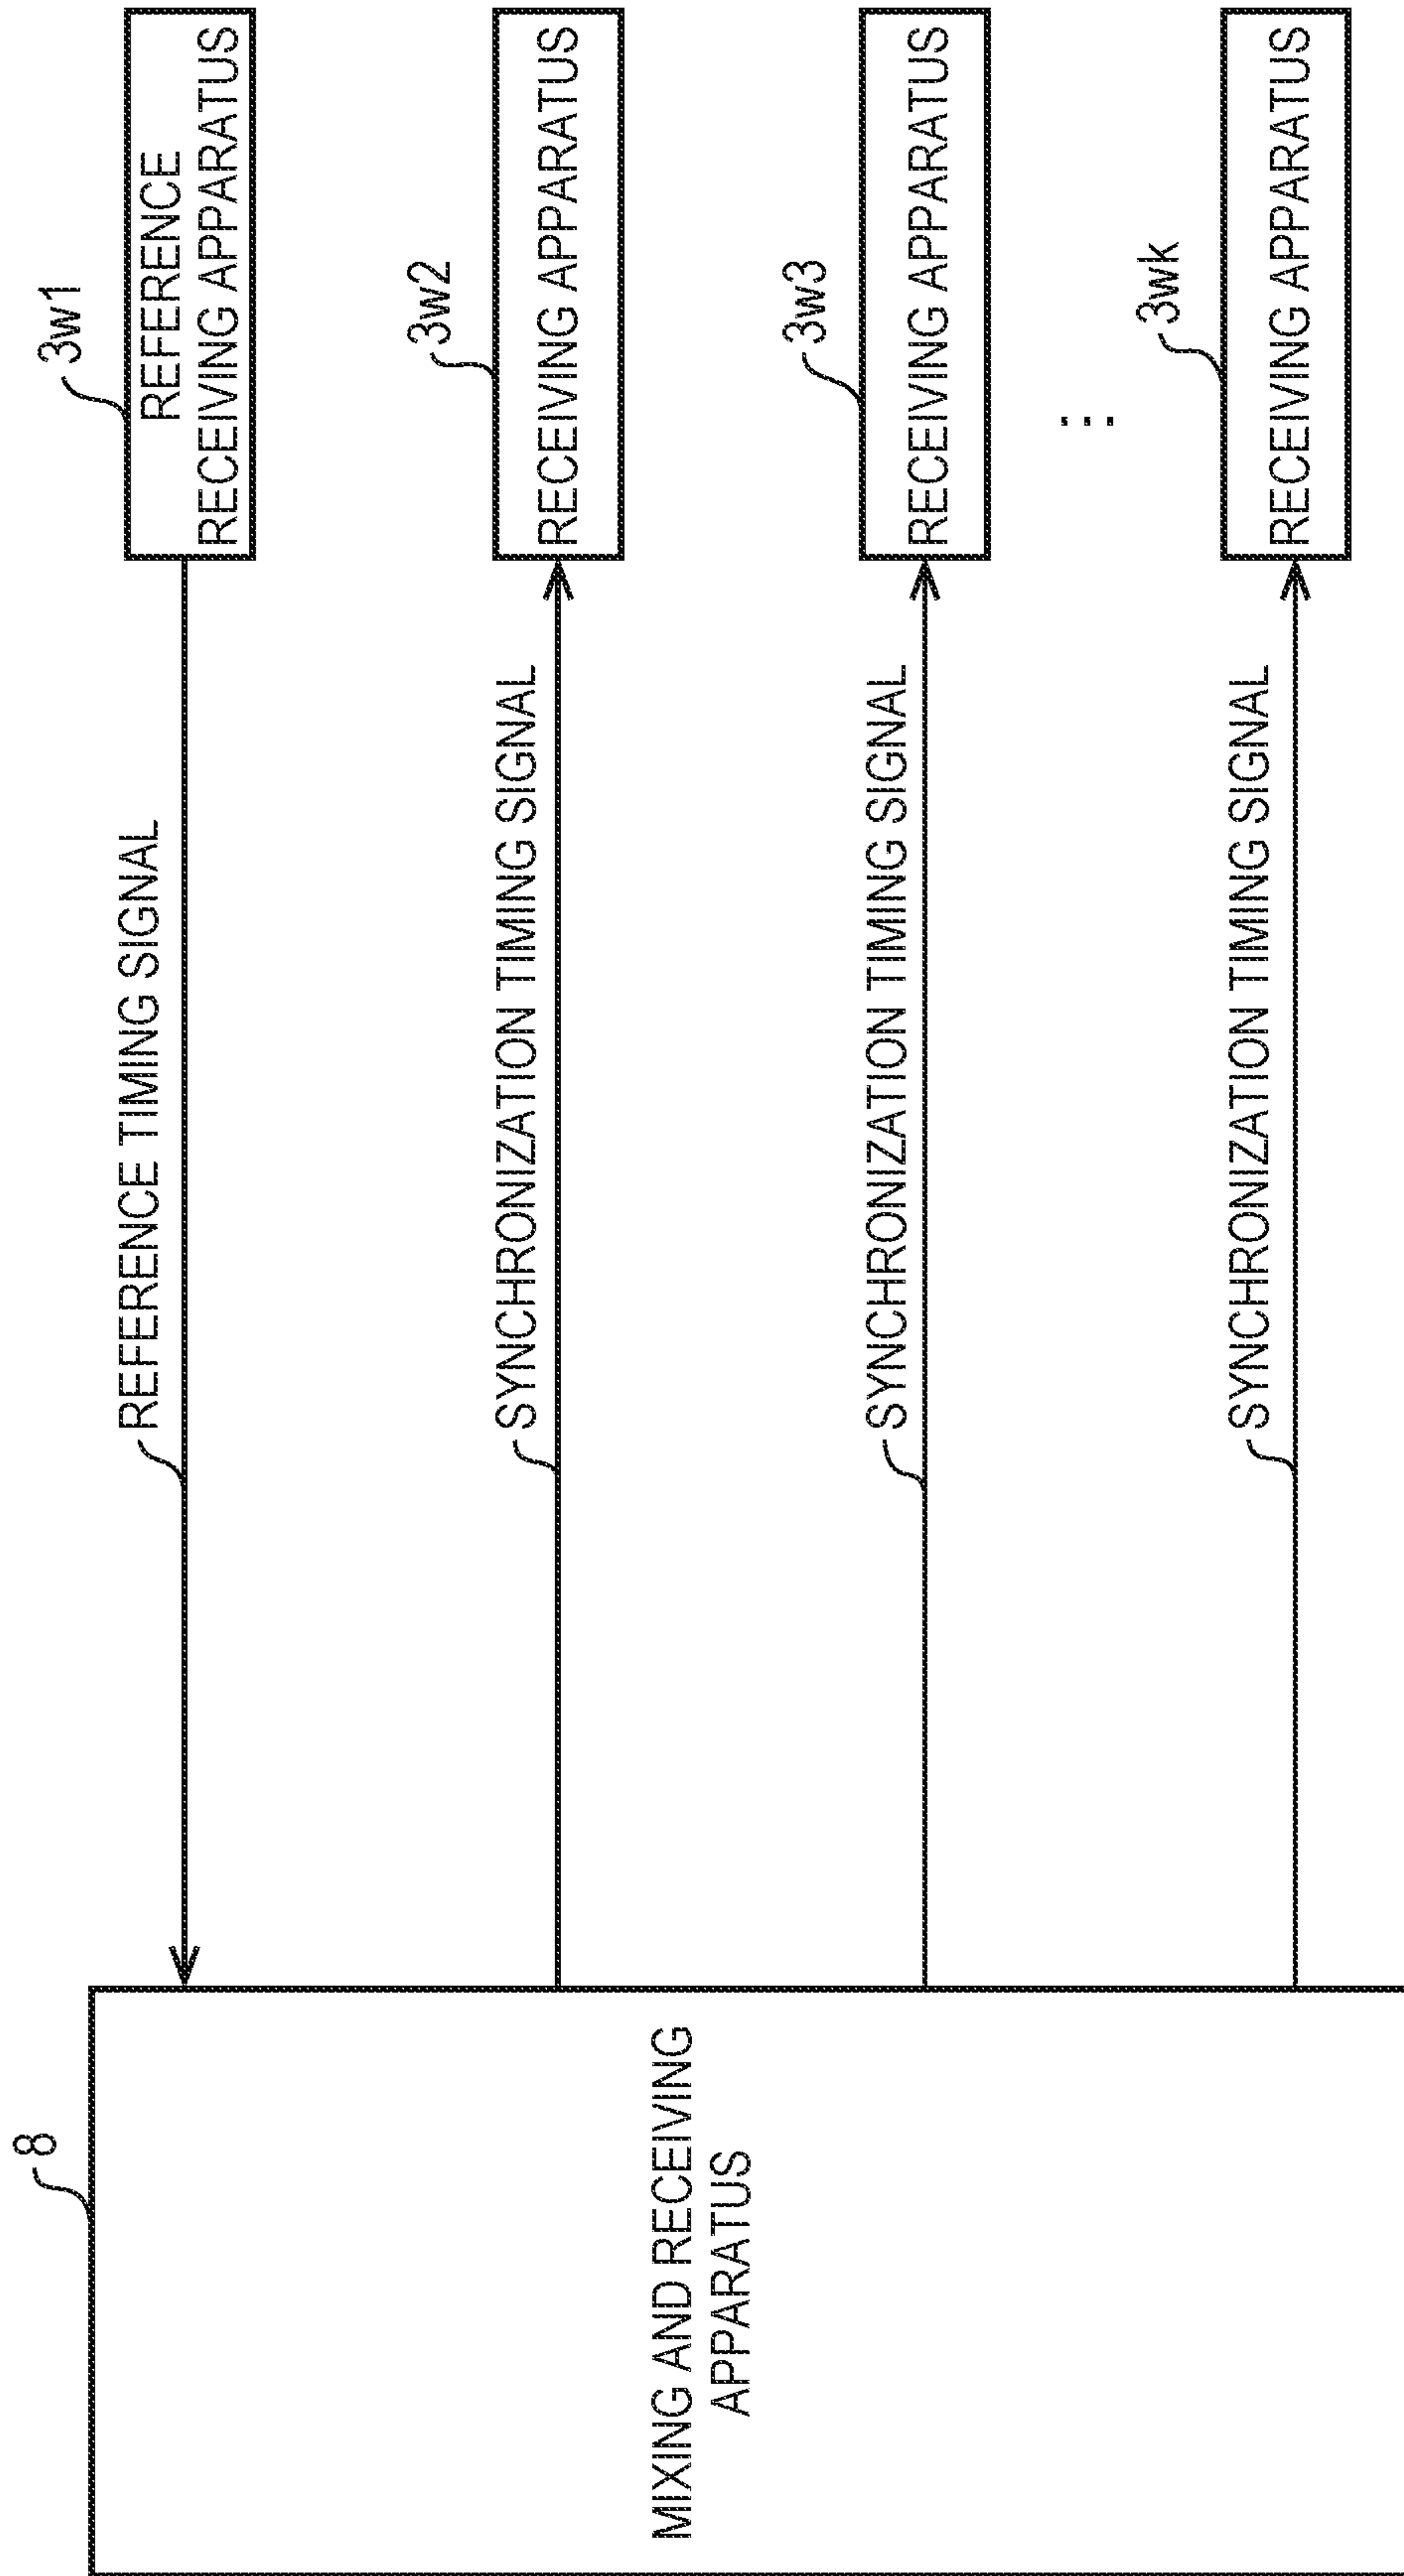 8
MIXING AND RECEIVING
APPARATUS
REFERENCE TIMING SIGNAL
3w1
REFERENCE
RECEIVING APPARATUS
SYNCHRONIZATION TIMING SIGNAL
3w2
RECEIVING APPARATUS
SYNCHRONIZATION TIMING SIGNAL
3w3
RECEIVING APPARATUS
...
SYNCHRONIZATION TIMING SIGNAL
3wk
RECEIVING APPARATUS